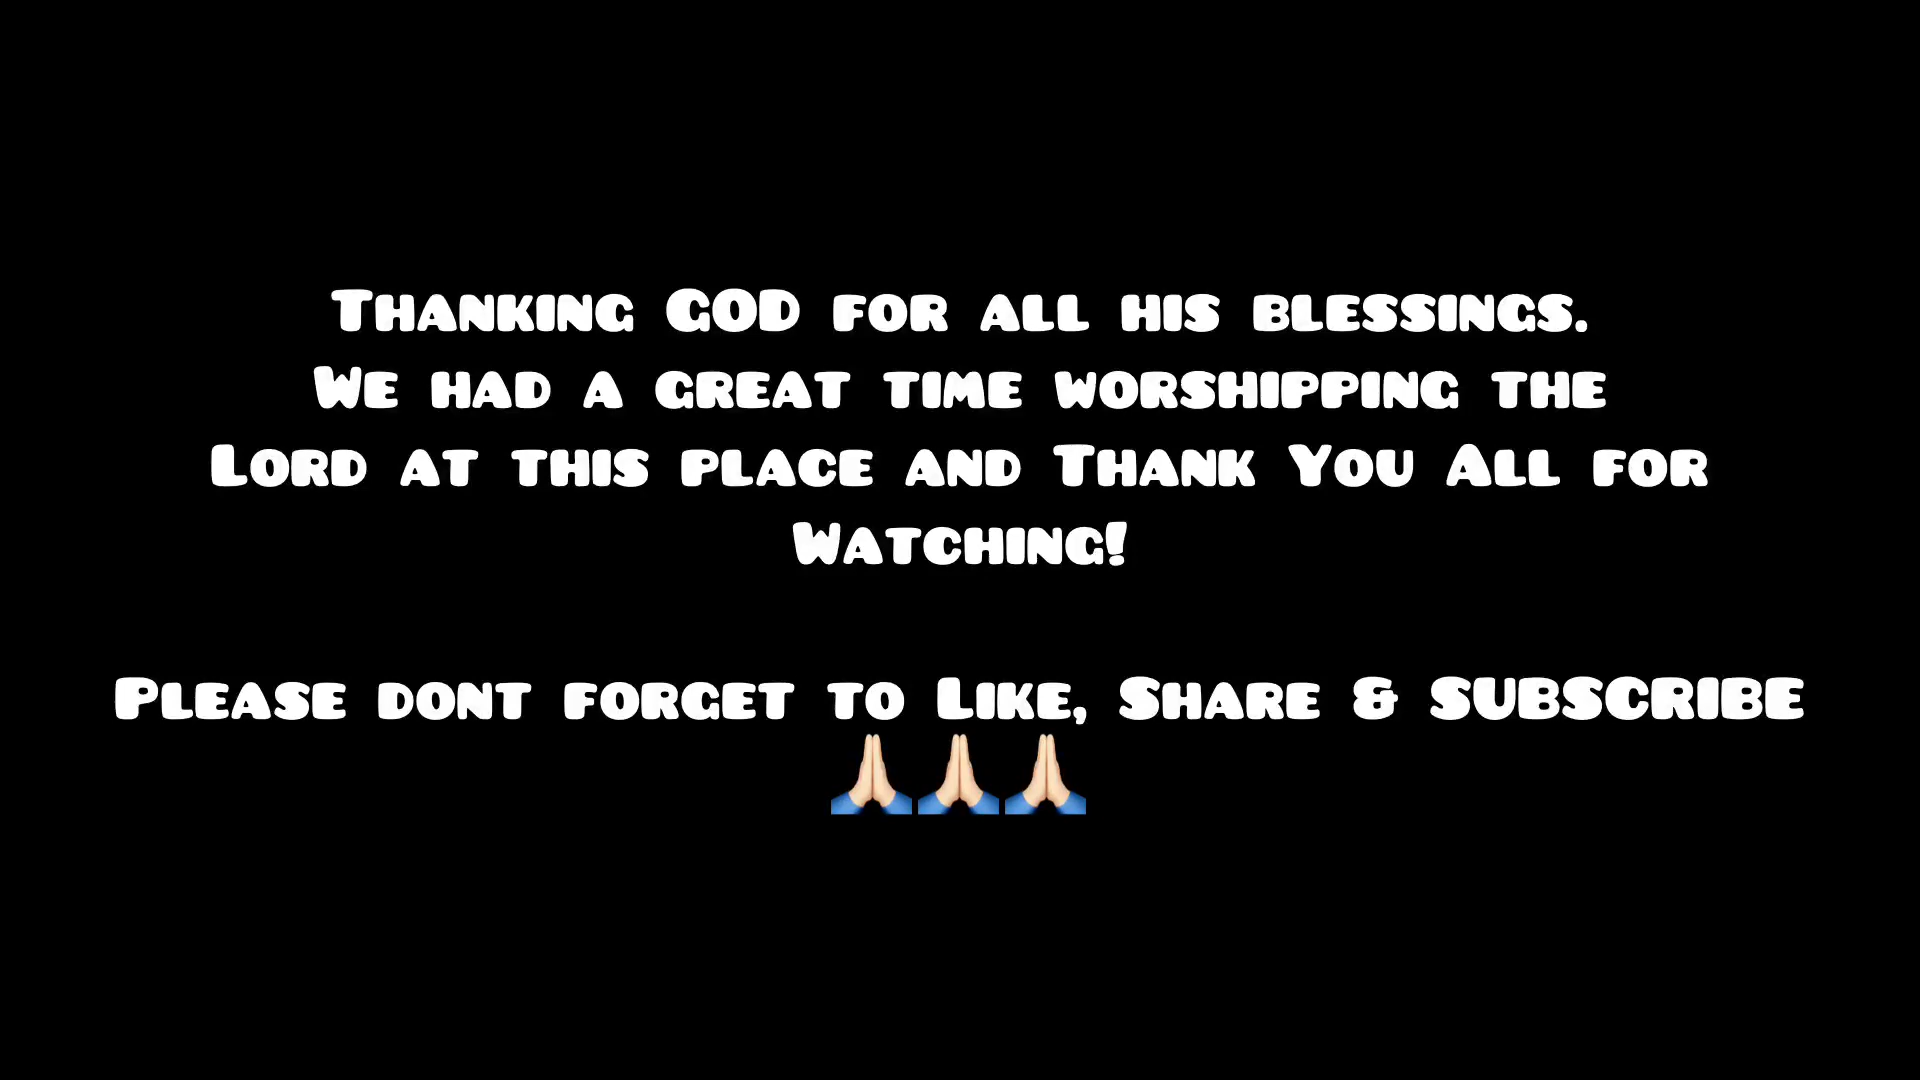 Thanking GOD for all his blessings.
We had a great time worshipping the
Lord at this place and Thank You All for
Watching!
Please dont forget to Like, Share & SUBSCRIBE
🙏🏻🙏🏻🙏🏻